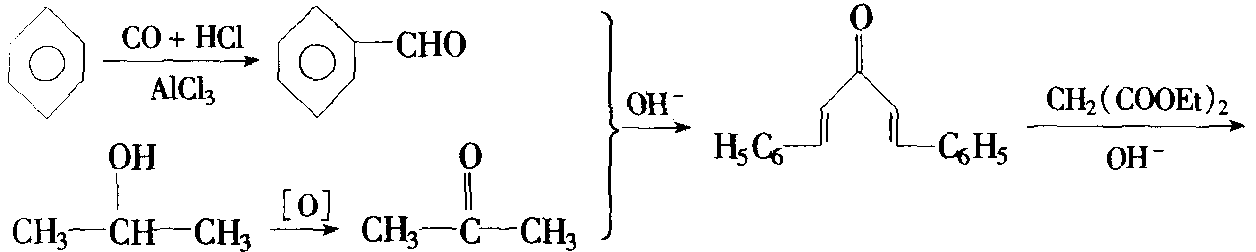 CO + HCl
AlCl₃
CHO
OH⁻
O
H₅C₆
C₆H₅
CH₂(COOEt)₂
OH⁻
OH
CH₃—CH—CH₃
[O]
O
CH₃—C—CH₃